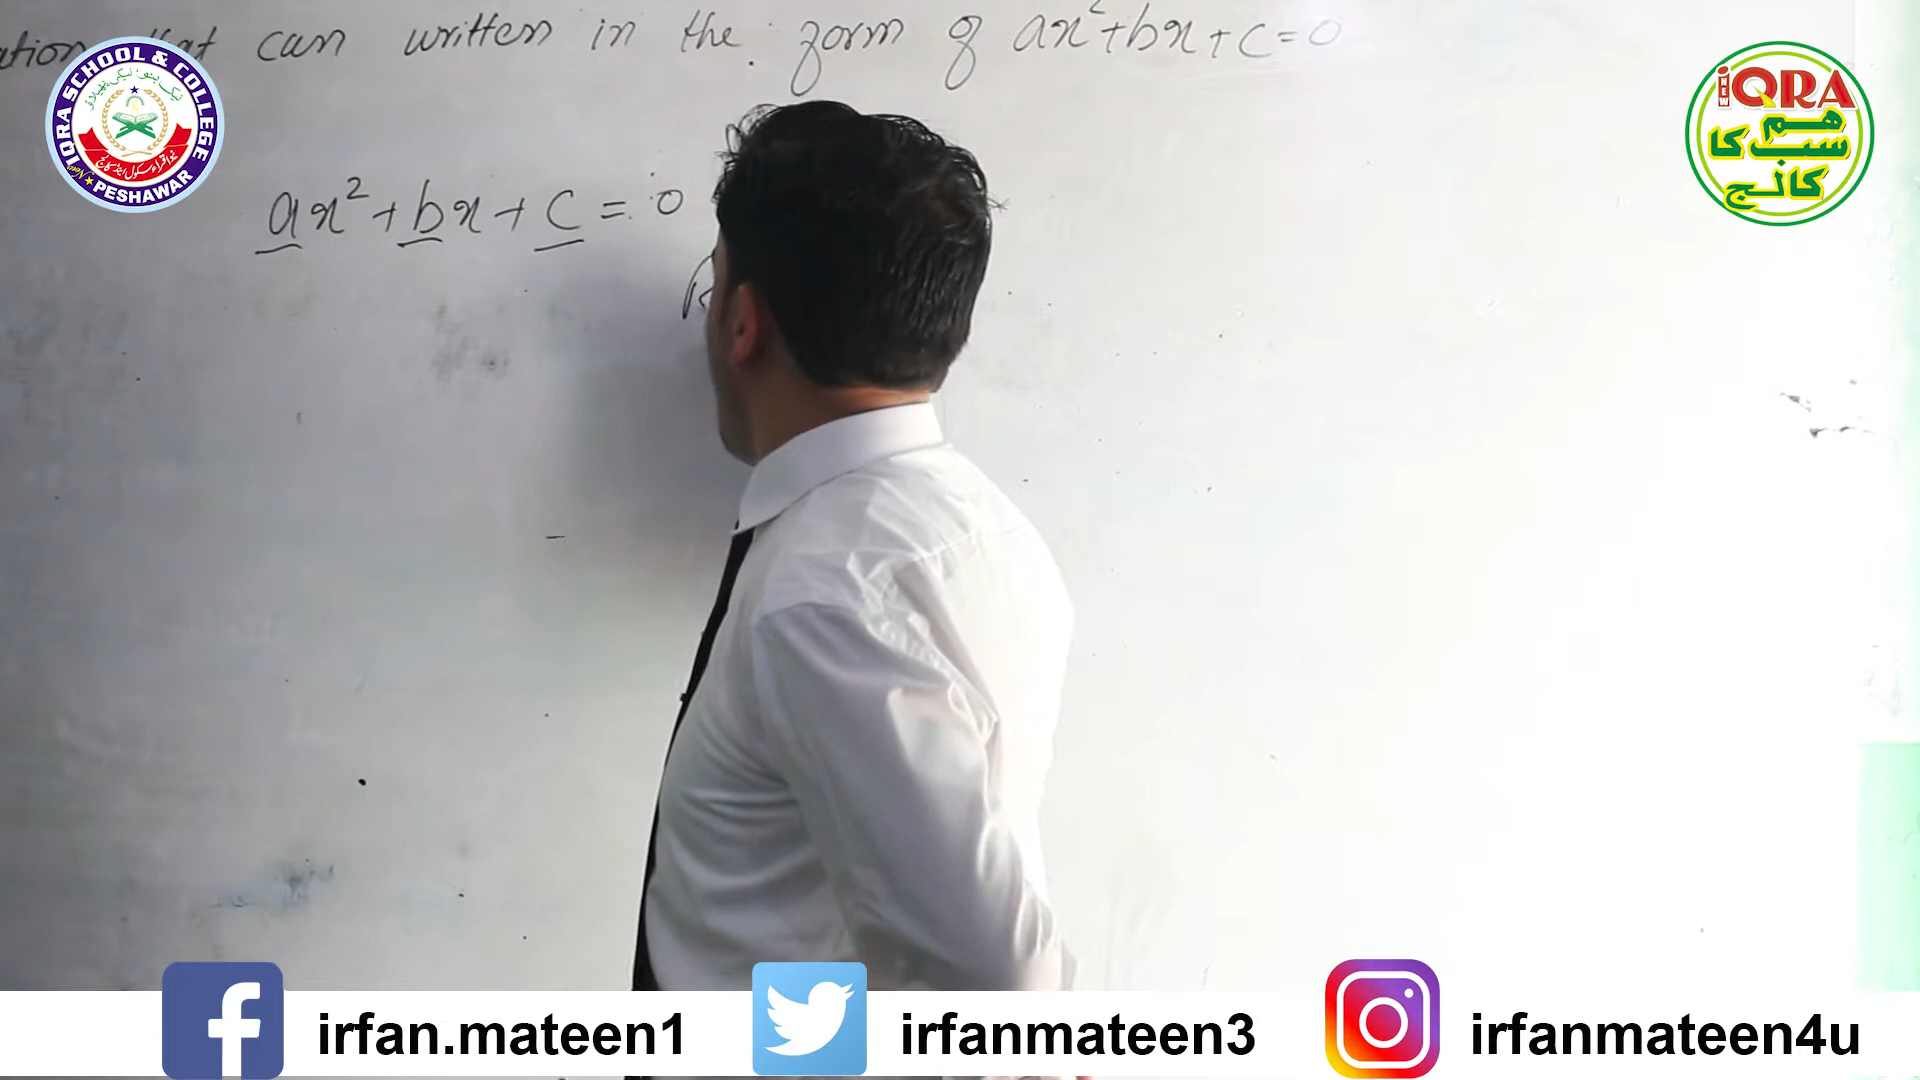 that can written in the form of ax²+bx+c=0
ax²+bx+c=0
IQRA SCHOOL & COLLEGE
PESHAWAR
NEW
iQRA
ہم
سب کا
کالج
irfan.mateen1
irfanmateen3
irfanmateen4u